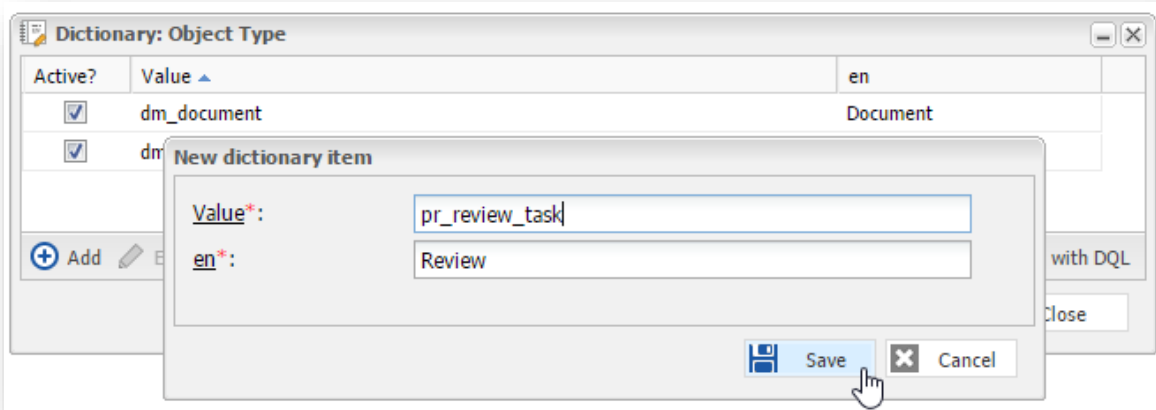 Dictionary: Object Type
Active? Value en
dm_document Document
dm
New dictionary item
Value*: pr_review_task
en*: Review
Add E with DQL
Close
Save Cancel